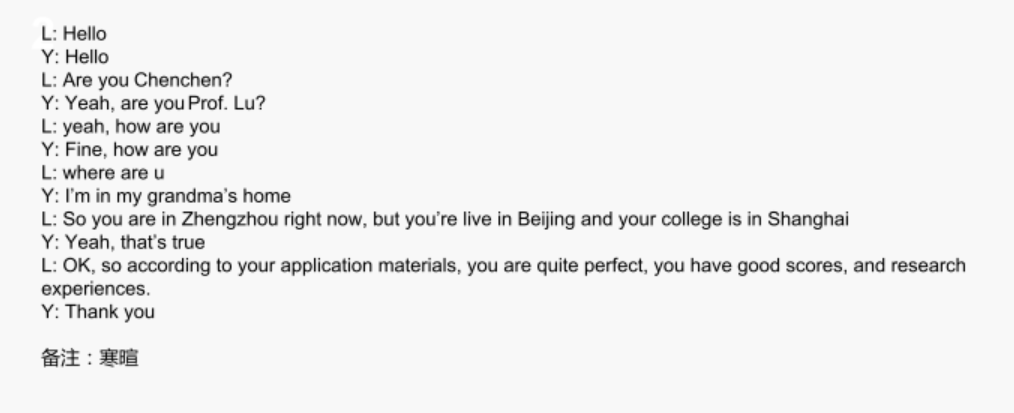 L: Hello
Y: Hello
L: Are you Chenchen?
Y: Yeah, are you Prof. Lu?
L: yeah, how are you
Y: Fine, how are you
L: where are u
Y: I'm in my grandma's home
L: So you are in Zhengzhou right now, but you're live in Beijing and your college is in Shanghai
Y: Yeah, that's true
L: OK, so according to your application materials, you are quite perfect, you have good scores, and research
experiences.
Y: Thank you
备注：寒暄